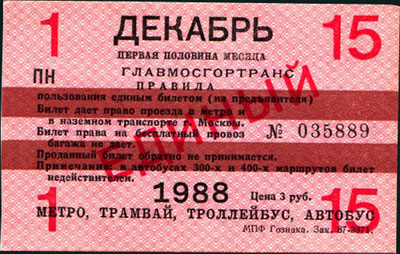 1 ДЕКАБРЬ 15
ПЕРВАЯ ПОЛОВИНА МЕСЯЦА
ПН ГЛАВМОСГОРТРАНС
ПРАВИЛА
пользования единым билетом (на предъявителя)
Билет дает право проезда в метро и
в наземном транспорте г. Москвы.
Билет права на бесплатный провоз
багажа не дает.
№ 035889
Проданный билет обратно не принимается.
Примечание: в автобусах 300-х и 400-х маршрутов билет
недействителен.
ЕДИНЫЙ
1 1988 Цена 3 руб. 15
МЕТРО, ТРАМВАЙ, ТРОЛЛЕЙБУС, АВТОБУС
МПФ Гознака. Зак. 87-3971.